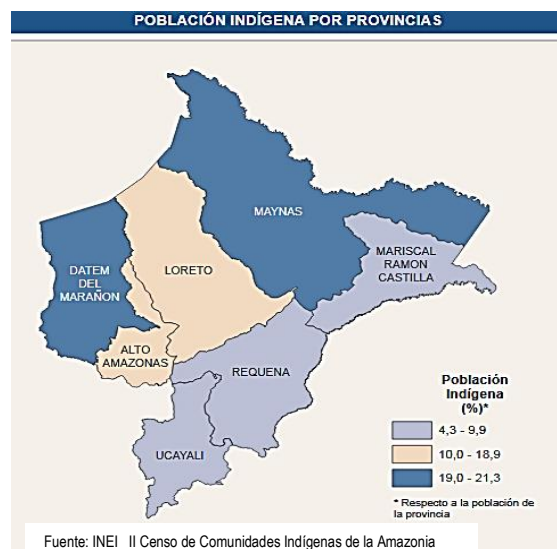 POBLACIÓN INDÍGENA POR PROVINCIAS
MAYNAS
MARISCAL
RAMON
CASTILLA
LORETO
DATEM
DEL
MARAÑON
ALTO
AMAZONAS
REQUENA
UCAYALI
Población
Indígena
(%)*
4,3 - 9,9
10,0 - 18,9
19,0 - 21,3
* Respecto a la población de
la provincia
Fuente: INEI II Censo de Comunidades Indígenas de la Amazonia